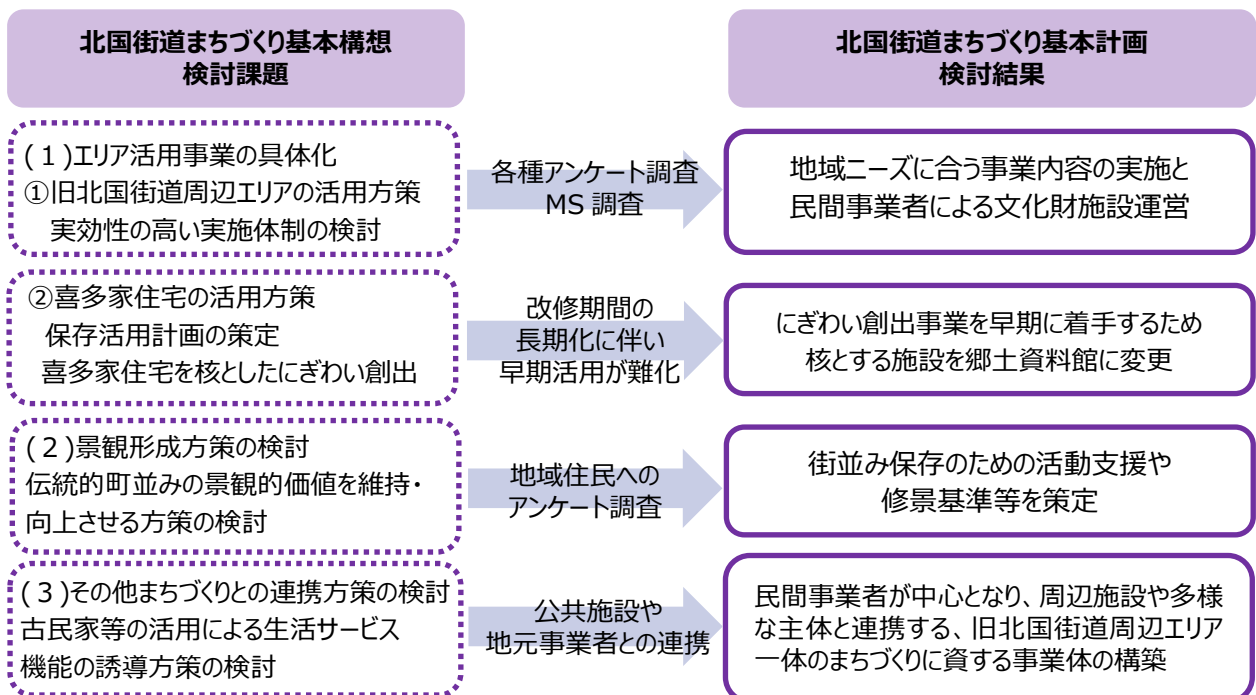 北国街道まちづくり基本構想
検討課題
北国街道まちづくり基本計画
検討結果
(１)エリア活用事業の具体化
①旧北国街道周辺エリアの活用方策
実効性の高い実施体制の検討
各種アンケート調査
MS 調査
地域ニーズに合う事業内容の実施と
民間事業者による文化財施設運営
②喜多家住宅の活用方策
保存活用計画の策定
喜多家住宅を核としたにぎわい創出
改修期間の
長期化に伴い
早期活用が難化
にぎわい創出事業を早期に着手するため
核とする施設を郷土資料館に変更
(２)景観形成方策の検討
伝統的町並みの景観的価値を維持・
向上させる方策の検討
地域住民への
アンケート調査
街並み保存のための活動支援や
修景基準等を策定
(３)その他まちづくりとの連携方策の検討
古民家等の活用による生活サービス
機能の誘導方策の検討
公共施設や
地元事業者との連携
民間事業者が中心となり、周辺施設や多様
な主体と連携する、旧北国街道周辺エリア
一体のまちづくりに資する事業体の構築